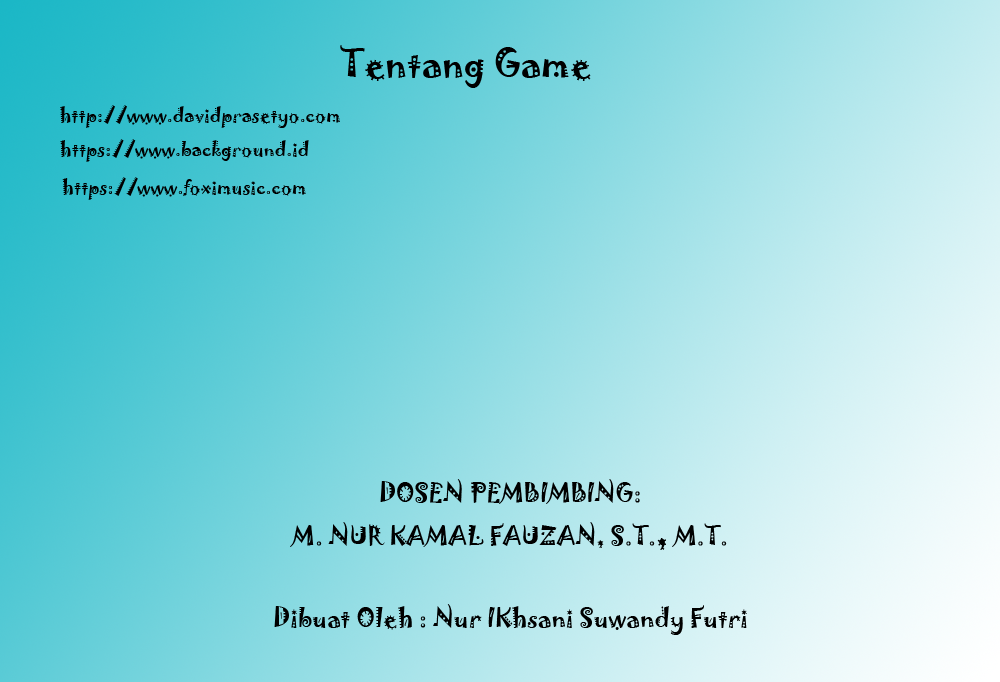 Tentang Game
http://www.davidprasetyo.com
https://www.background.id
https://www.foximusic.com
DOSEN PEMBIMBING:
M. NUR KAMAL FAUZAN, S.T., M.T.
Dibuat Oleh : Nur IKhsani Suwandy Futri